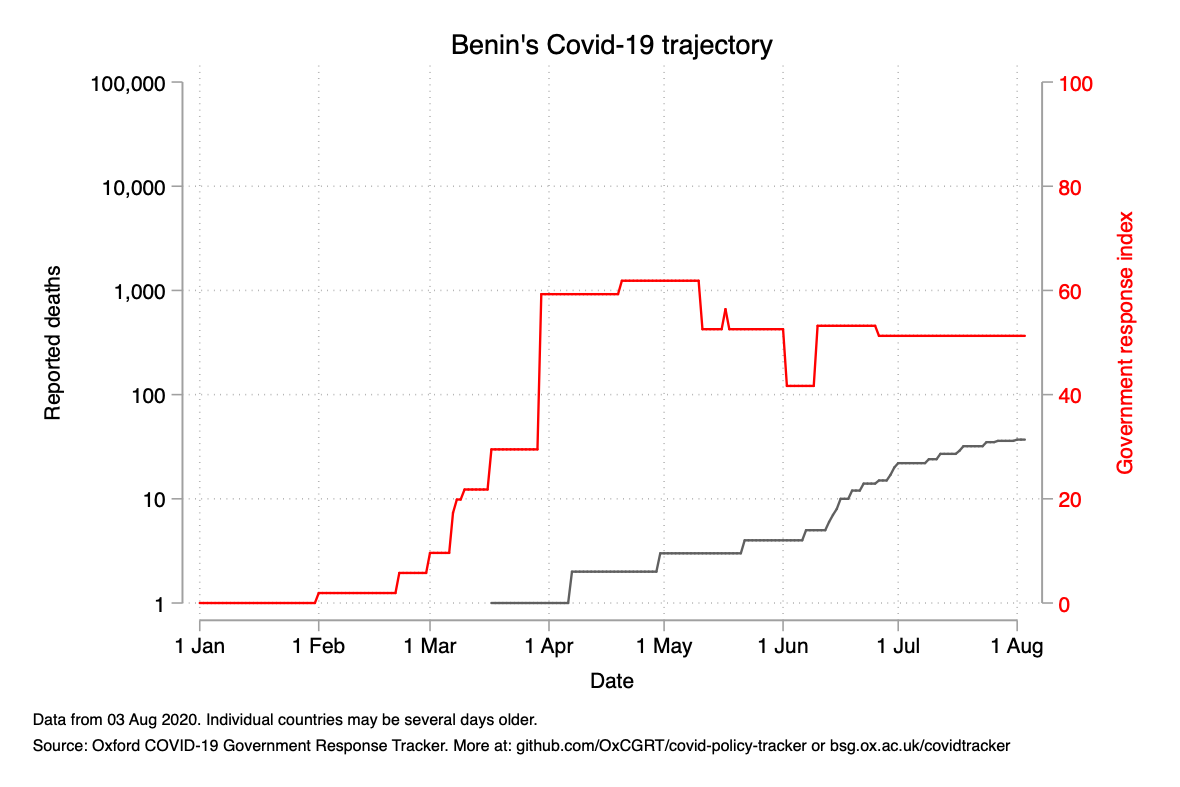 Benin's Covid-19 trajectory
100,000
10,000
1,000
100
10
1
Reported deaths
100
80
60
40
20
0
Government response index
1 Jan 1 Feb 1 Mar 1 Apr 1 May 1 Jun 1 Jul 1 Aug
Date
Data from 03 Aug 2020. Individual countries may be several days older.
Source: Oxford COVID-19 Government Response Tracker. More at: github.com/OxCGRT/covid-policy-tracker or bsg.ox.ac.uk/covidtracker